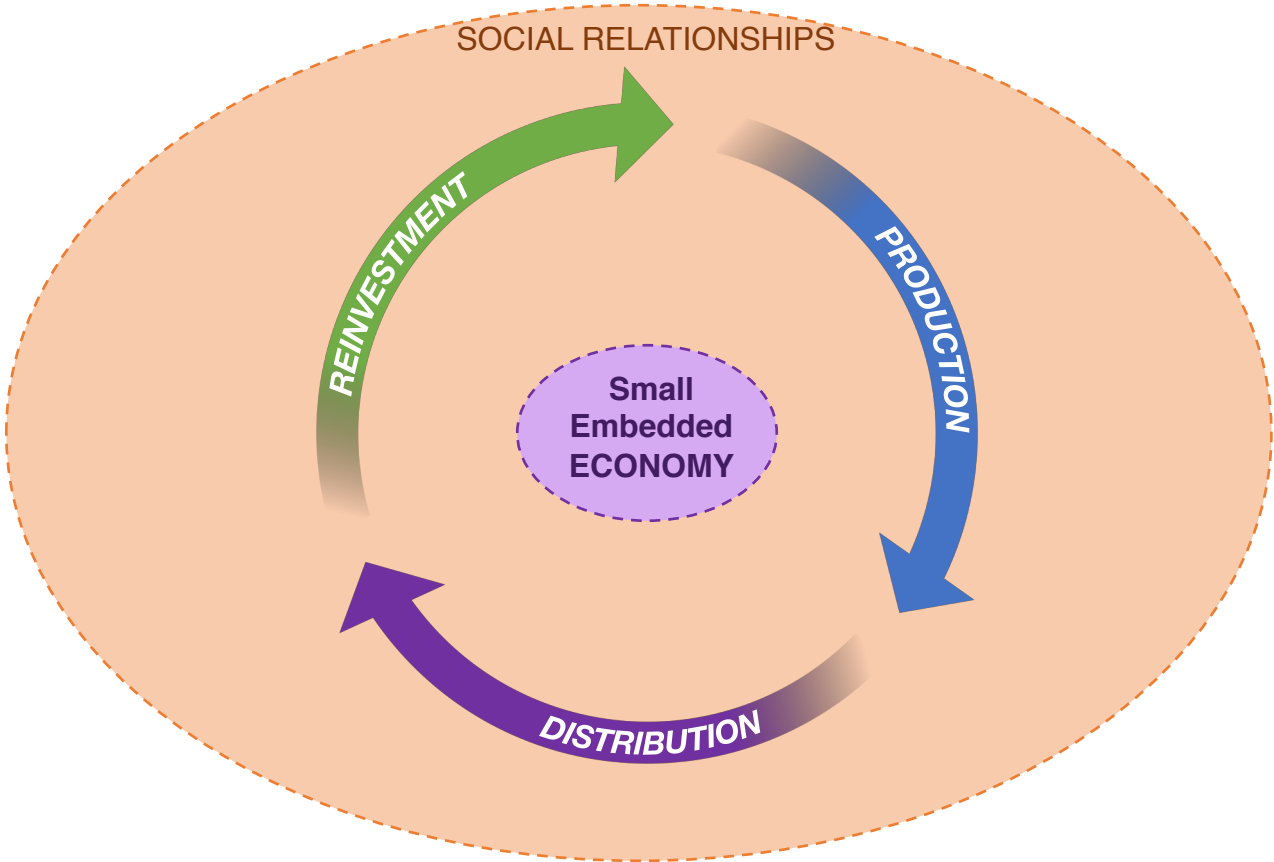 SOCIAL RELATIONSHIPS
REINVESTMENT
PRODUCTION
Small
Embedded
ECONOMY
DISTRIBUTION